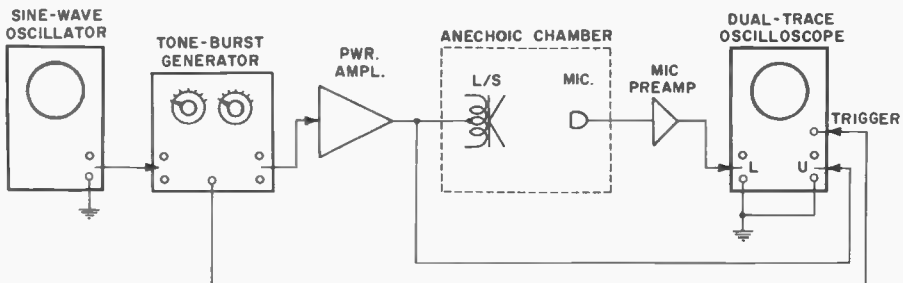 SINE-WAVE
OSCILLATOR
TONE-BURST
GENERATOR
PWR.
AMPL.
ANECHOIC CHAMBER
L/S
MIC.
MIC
PREAMP
DUAL-TRACE
OSCILLOSCOPE
TRIGGER
L
U